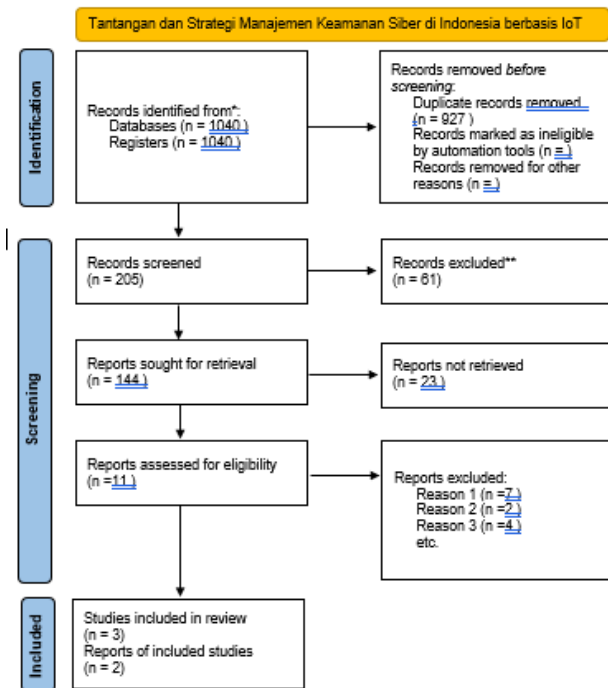 Tantangan dan Strategi Manajemen Keamanan Siber di Indonesia berbasis IoT
Identification
Records identified from*:
Databases (n = 1040 )
Registers (n = 1040 )
Records removed before
screening:
Duplicate records removed
(n = 927 )
Records marked as ineligible
by automation tools (n = )
Records removed for other
reasons (n = )
Screening
Records screened
(n = 205)
Records excluded**
(n = 61)
Reports sought for retrieval
(n = 144 )
Reports not retrieved
(n = 23 )
Reports assessed for eligibility
(n =11 )
Reports excluded:
Reason 1 (n =7 )
Reason 2 (n =2 )
Reason 3 (n =4 )
etc.
Included
Studies included in review
(n = 3)
Reports of included studies
(n = 2)